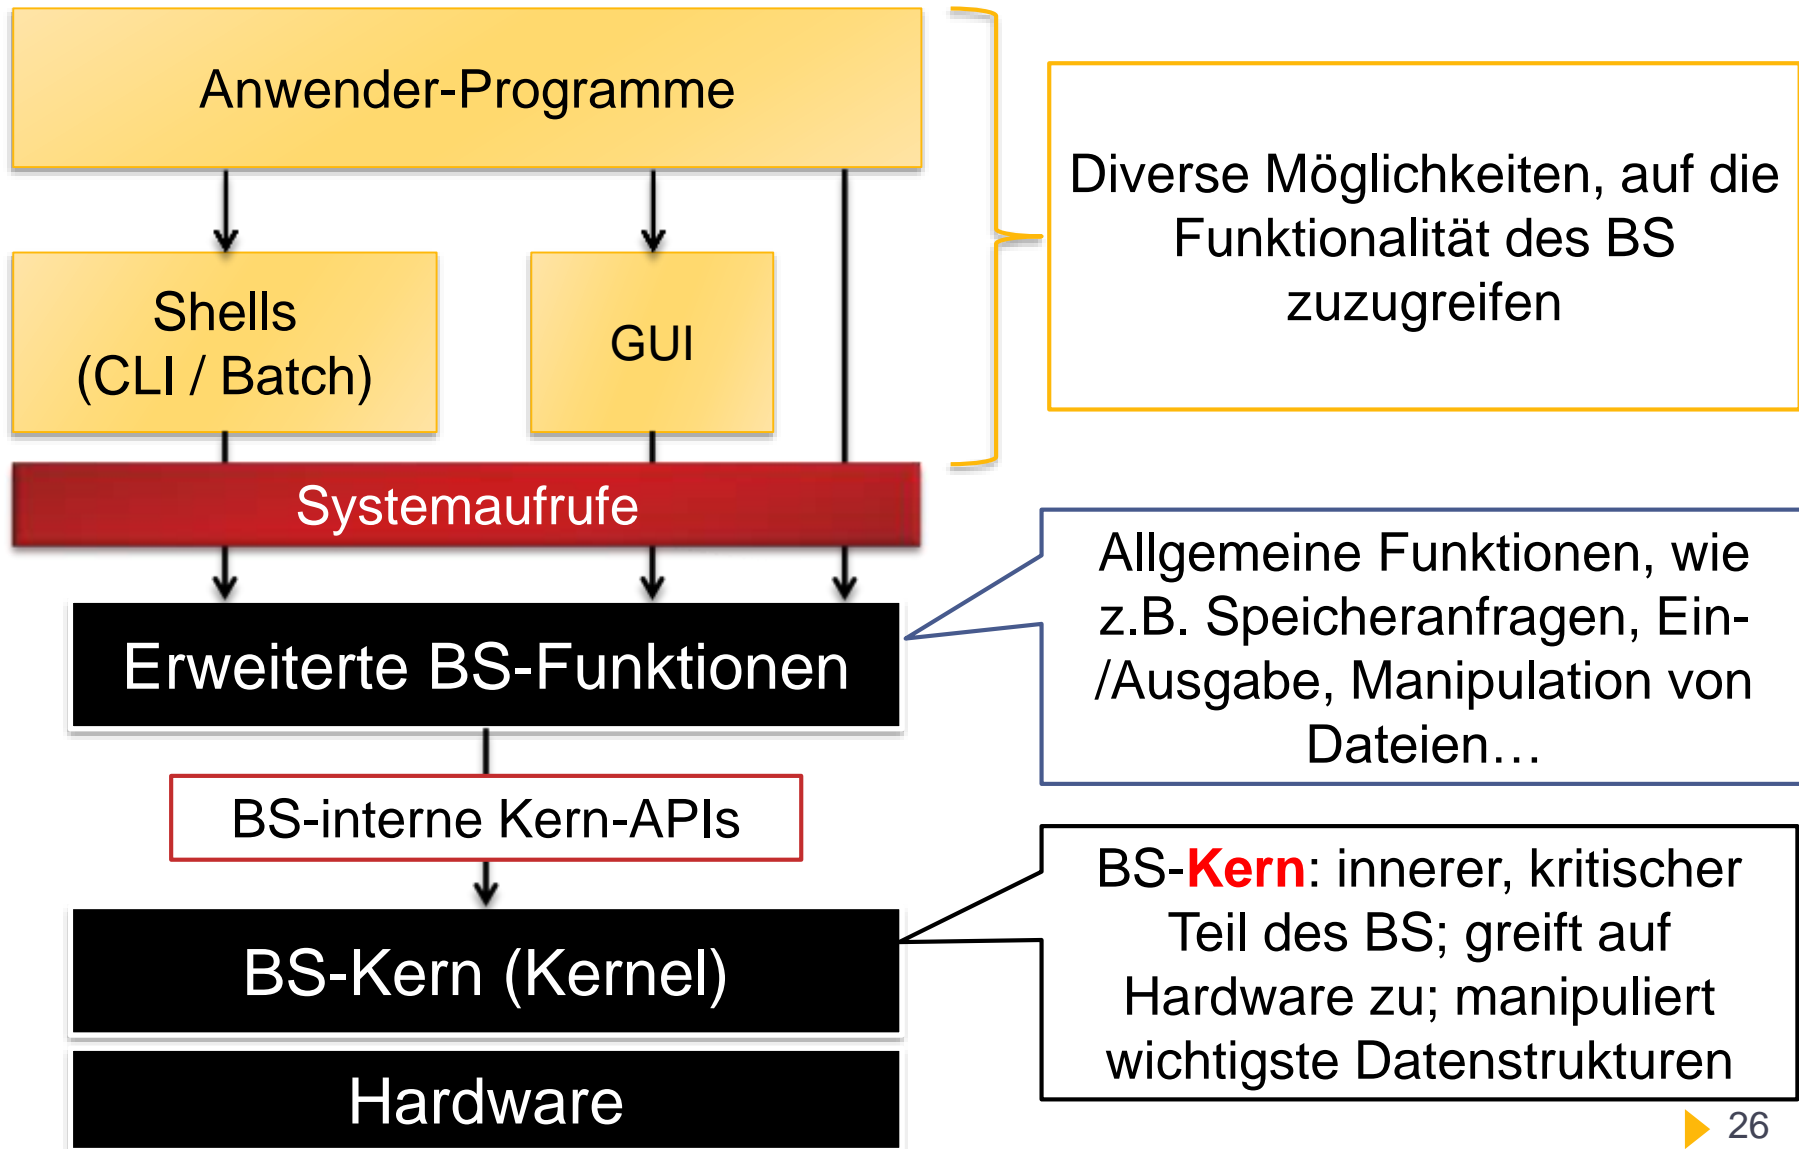 Anwender-Programme
Diverse Möglichkeiten, auf die
Funktionalität des BS
zuzugreifen
Shells
(CLI / Batch)
GUI
Systemaufrufe
Allgemeine Funktionen, wie
z.B. Speicheranfragen, Ein-
/Ausgabe, Manipulation von
Dateien…
Erweiterte BS-Funktionen
BS-interne Kern-APIs
BS-Kern: innerer, kritischer
Teil des BS; greift auf
Hardware zu; manipuliert
wichtigste Datenstrukturen
BS-Kern (Kernel)
Hardware
26